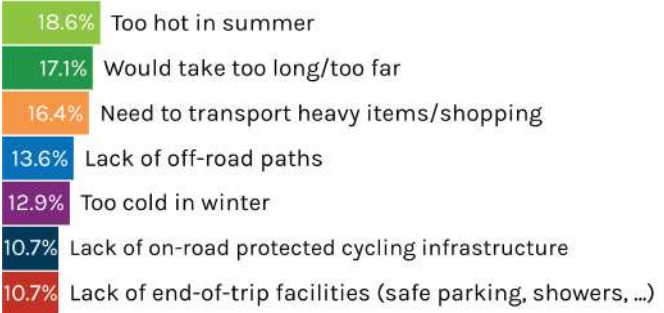 18.6% Too hot in summer
17.1% Would take too long/too far
16.4% Need to transport heavy items/shopping
13.6% Lack of off-road paths
12.9% Too cold in winter
10.7% Lack of on-road protected cycling infrastructure
10.7% Lack of end-of-trip facilities (safe parking, showers, ...)